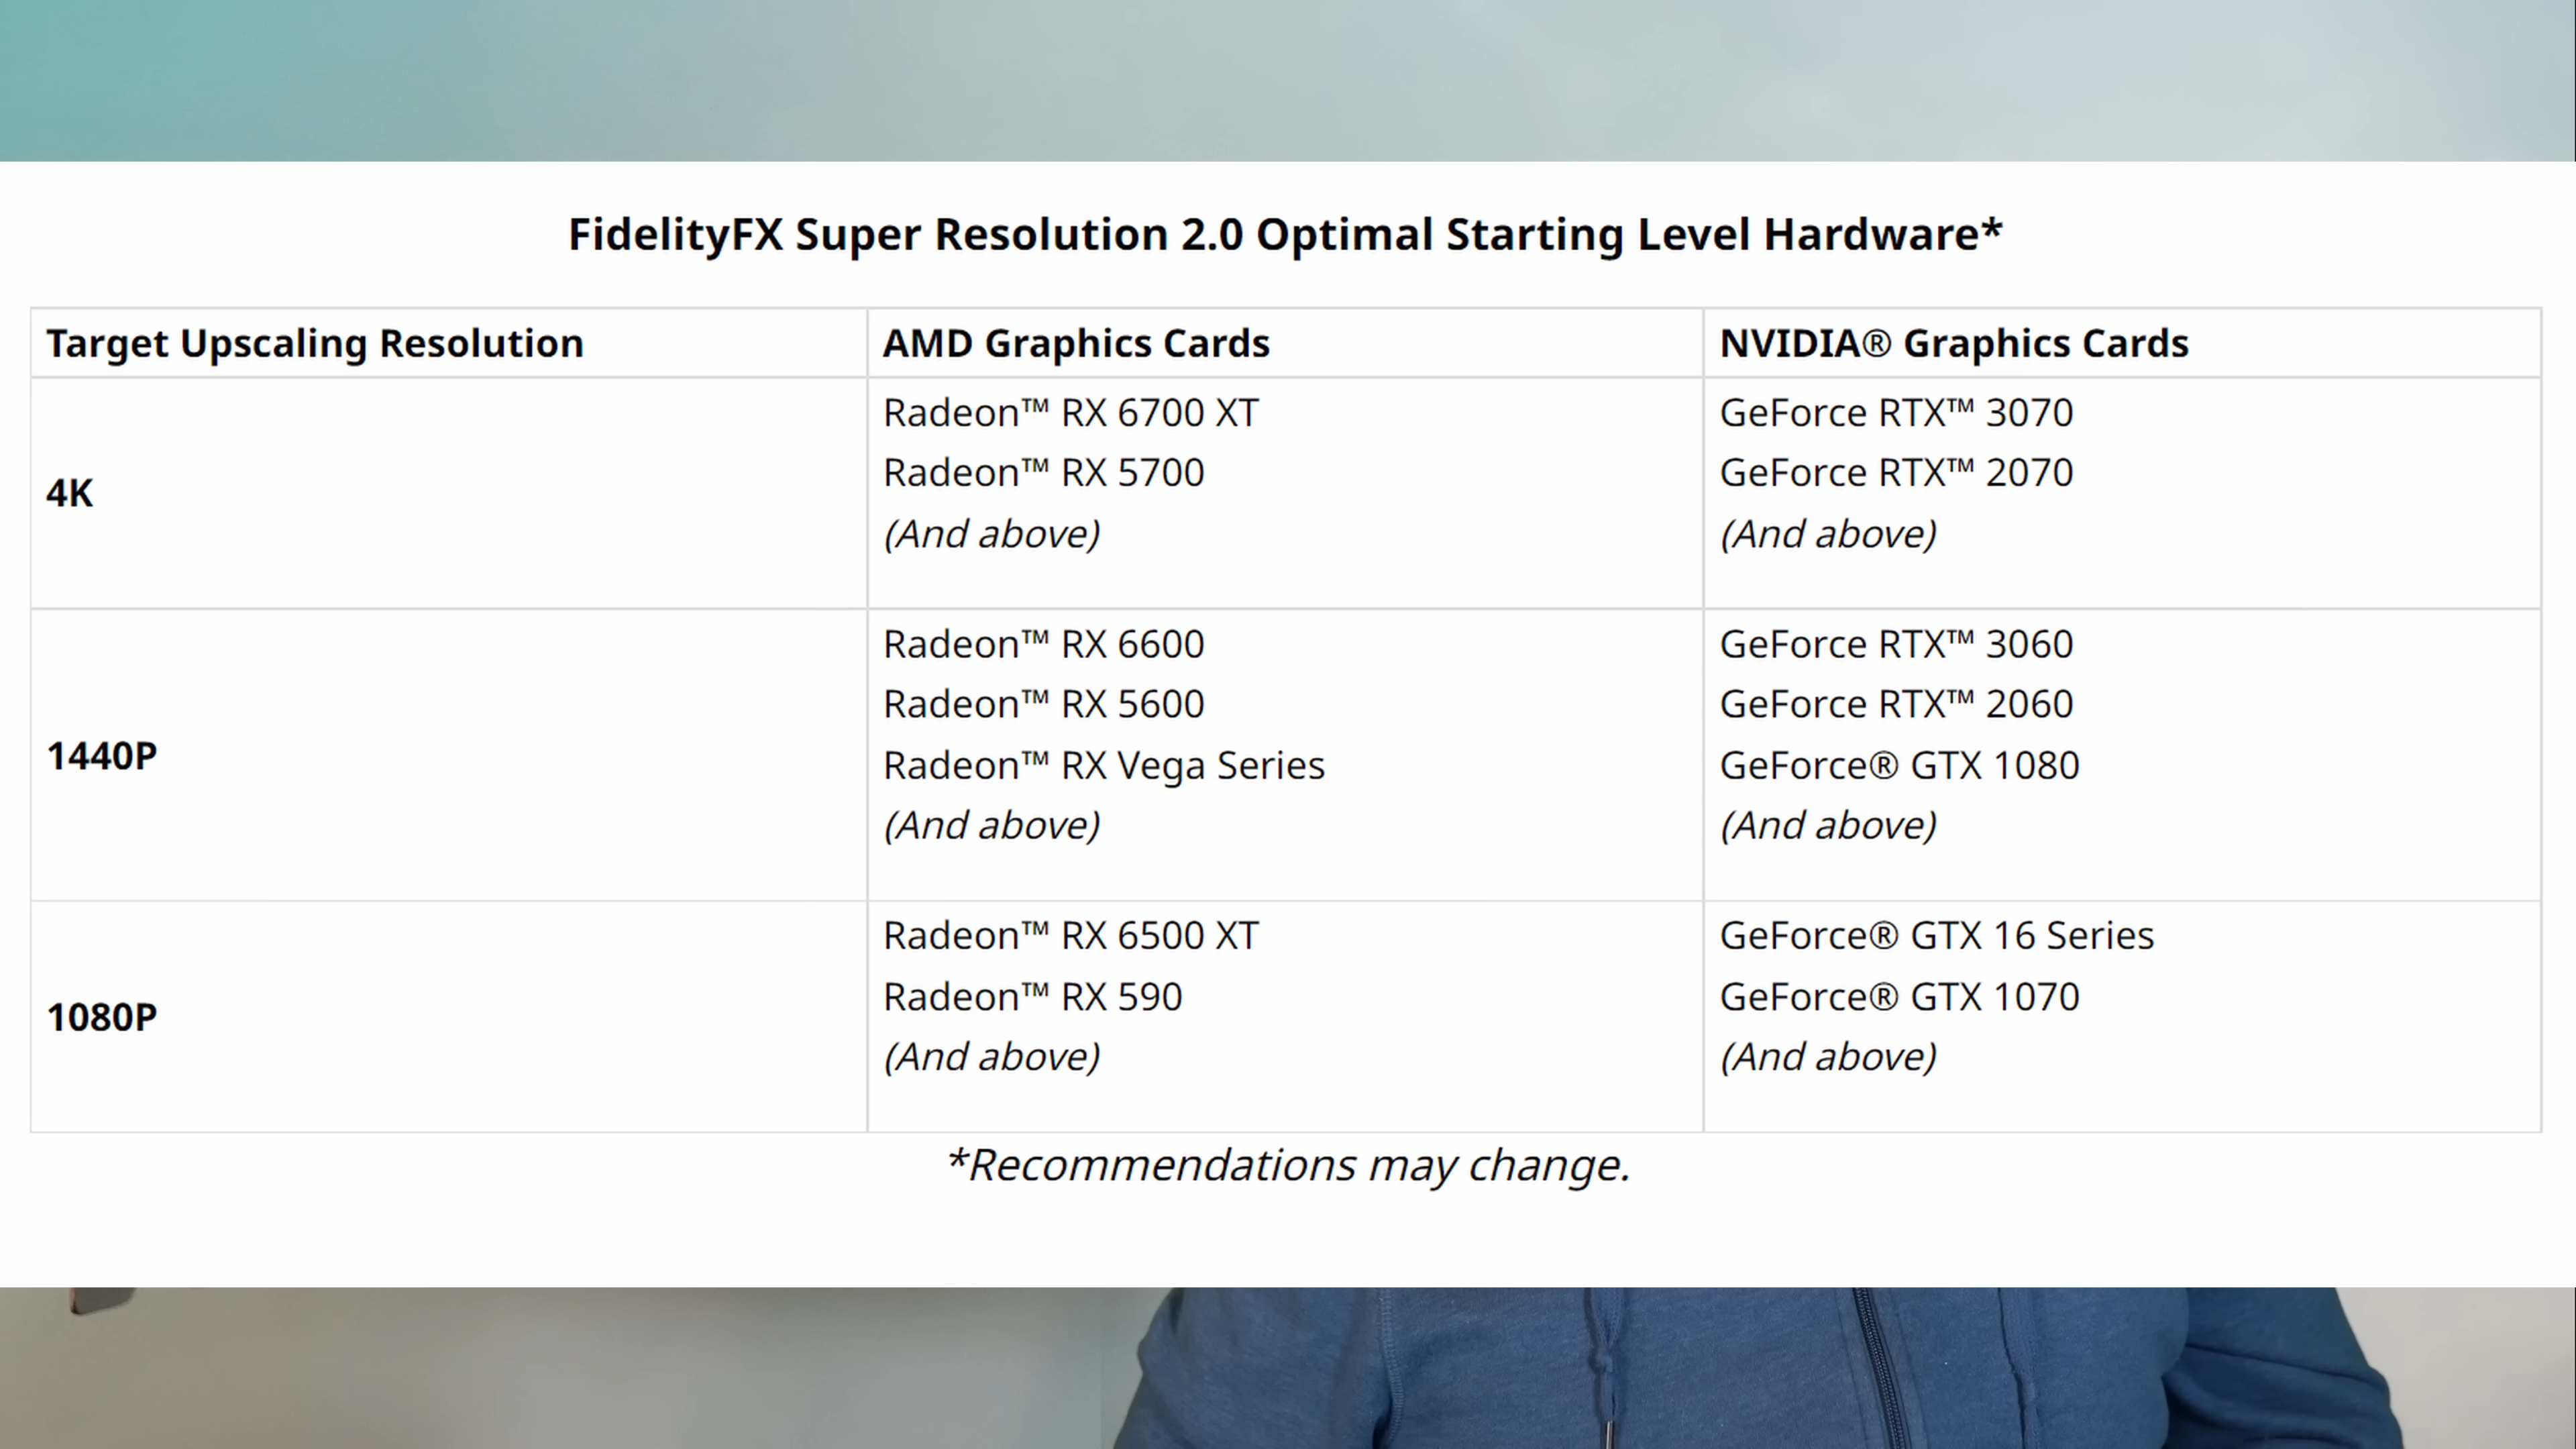 FidelityFX Super Resolution 2.0 Optimal Starting Level Hardware*
Target Upscaling Resolution
AMD Graphics Cards
NVIDIA® Graphics Cards
4K
Radeon™ RX 6700 XT
Radeon™ RX 5700
(And above)
GeForce RTX™ 3070
GeForce RTX™ 2070
(And above)
1440P
Radeon™ RX 6600
Radeon™ RX 5600
Radeon™ RX Vega Series
(And above)
GeForce RTX™ 3060
GeForce RTX™ 2060
GeForce® GTX 1080
(And above)
1080P
Radeon™ RX 6500 XT
Radeon™ RX 590
(And above)
GeForce® GTX 16 Series
GeForce® GTX 1070
(And above)
*Recommendations may change.